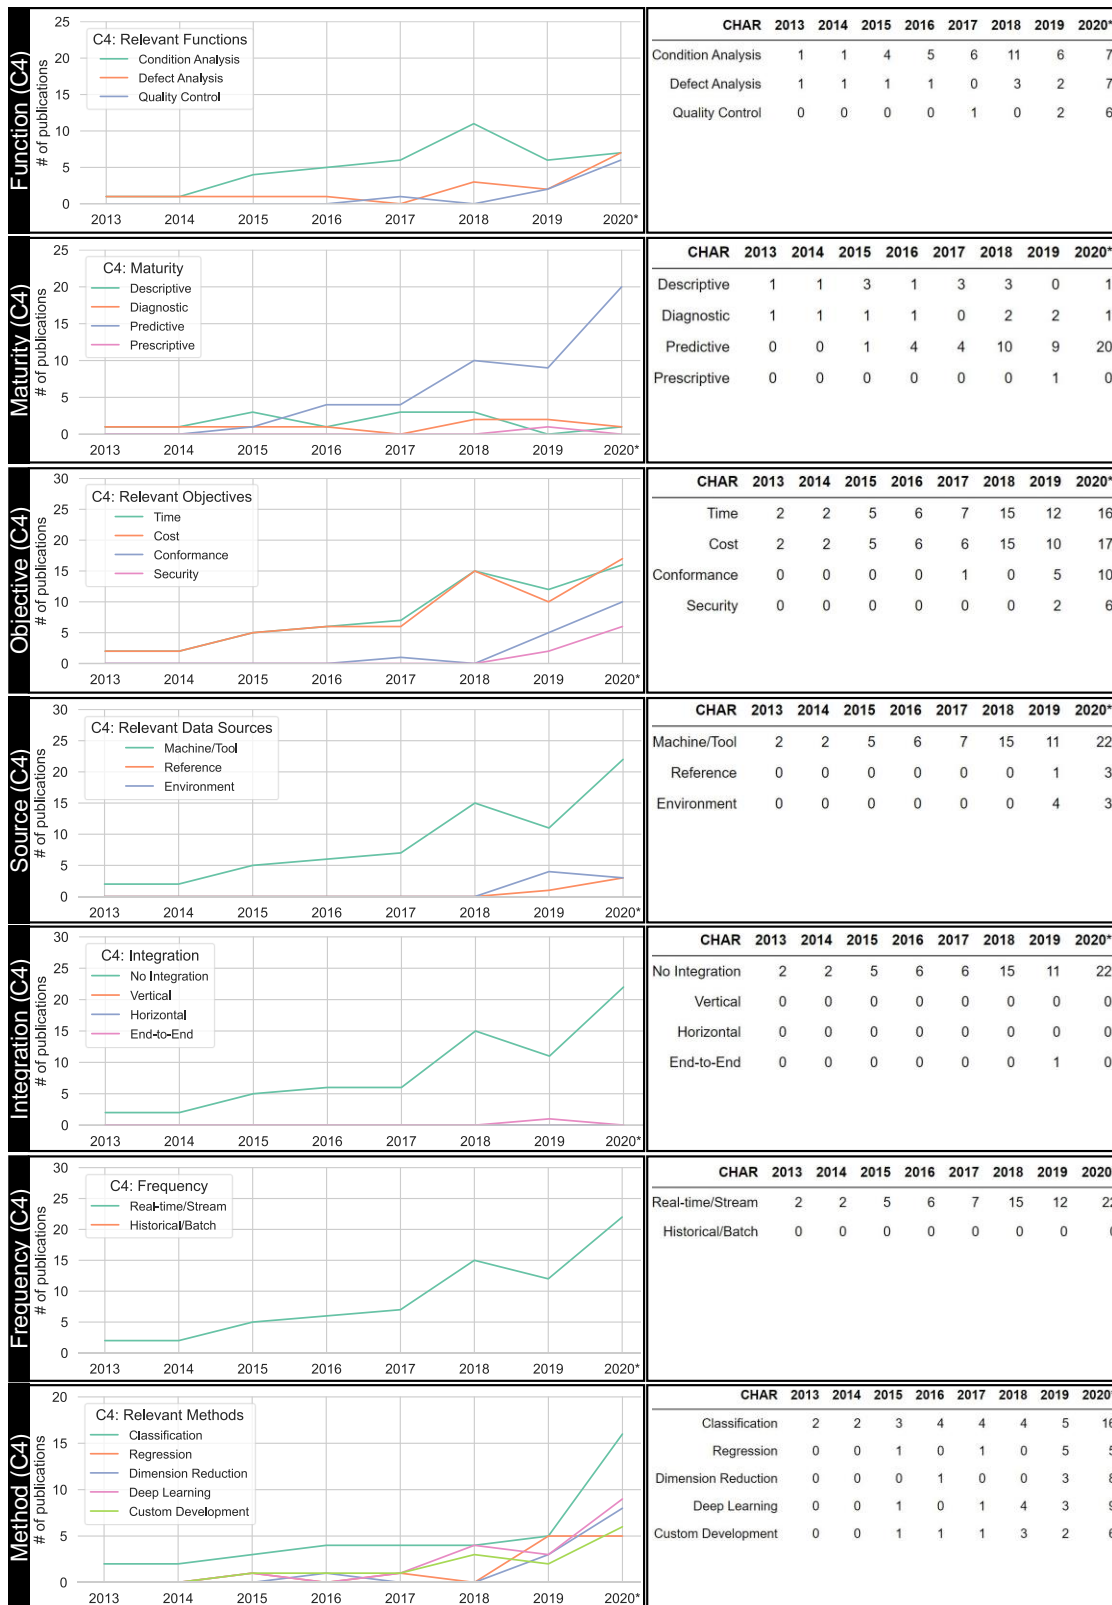 Function (C4)
# of publications
25
20
15
10
5
0
C4: Relevant Functions
Condition Analysis
Defect Analysis
Quality Control
2013 2014 2015 2016 2017 2018 2019 2020*
CHAR 2013 2014 2015 2016 2017 2018 2019 2020*
Condition Analysis 1 1 4 5 6 11 6 7
Defect Analysis 1 1 1 1 0 3 2 7
Quality Control 0 0 0 0 1 0 2 6
Maturity (C4)
# of publications
25
20
15
10
5
0
C4: Maturity
Descriptive
Diagnostic
Predictive
Prescriptive
2013 2014 2015 2016 2017 2018 2019 2020*
CHAR 2013 2014 2015 2016 2017 2018 2019 2020*
Descriptive 1 1 3 1 3 3 0 1
Diagnostic 1 1 1 1 0 2 2 1
Predictive 0 0 1 4 4 10 9 20
Prescriptive 0 0 0 0 0 0 1 0
Objective (C4)
# of publications
30
25
20
15
10
5
0
C4: Relevant Objectives
Time
Cost
Conformance
Security
2013 2014 2015 2016 2017 2018 2019 2020*
CHAR 2013 2014 2015 2016 2017 2018 2019 2020*
Time 2 2 5 6 7 15 12 16
Cost 2 2 5 6 6 15 10 17
Conformance 0 0 0 0 1 0 5 10
Security 0 0 0 0 0 0 2 6
Source (C4)
# of publications
30
25
20
15
10
5
0
C4: Relevant Data Sources
Machine/Tool
Reference
Environment
2013 2014 2015 2016 2017 2018 2019 2020*
CHAR 2013 2014 2015 2016 2017 2018 2019 2020*
Machine/Tool 2 2 5 6 7 15 11 22
Reference 0 0 0 0 0 0 1 3
Environment 0 0 0 0 0 0 4 3
Integration (C4)
# of publications
30
25
20
15
10
5
0
C4: Integration
No Integration
Vertical
Horizontal
End-to-End
2013 2014 2015 2016 2017 2018 2019 2020*
CHAR 2013 2014 2015 2016 2017 2018 2019 2020*
No Integration 2 2 5 6 6 15 11 22
Vertical 0 0 0 0 0 0 0 0
Horizontal 0 0 0 0 0 0 0 0
End-to-End 0 0 0 0 0 0 1 0
Frequency (C4)
# of publications
30
25
20
15
10
5
0
C4: Frequency
Real-time/Stream
Historical/Batch
2013 2014 2015 2016 2017 2018 2019 2020*
CHAR 2013 2014 2015 2016 2017 2018 2019 2020
Real-time/Stream 2 2 5 6 7 15 12 22
Historical/Batch 0 0 0 0 0 0 0 0
Method (C4)
# of publications
20
15
10
5
0
C4: Relevant Methods
Classification
Regression
Dimension Reduction
Deep Learning
Custom Development
2013 2014 2015 2016 2017 2018 2019 2020*
CHAR 2013 2014 2015 2016 2017 2018 2019 2020*
Classification 2 2 3 4 4 4 5 16
Regression 0 0 1 0 1 0 5 5
Dimension Reduction 0 0 0 1 0 0 3 8
Deep Learning 0 0 1 0 1 4 3 9
Custom Development 0 0 1 1 1 3 2 6